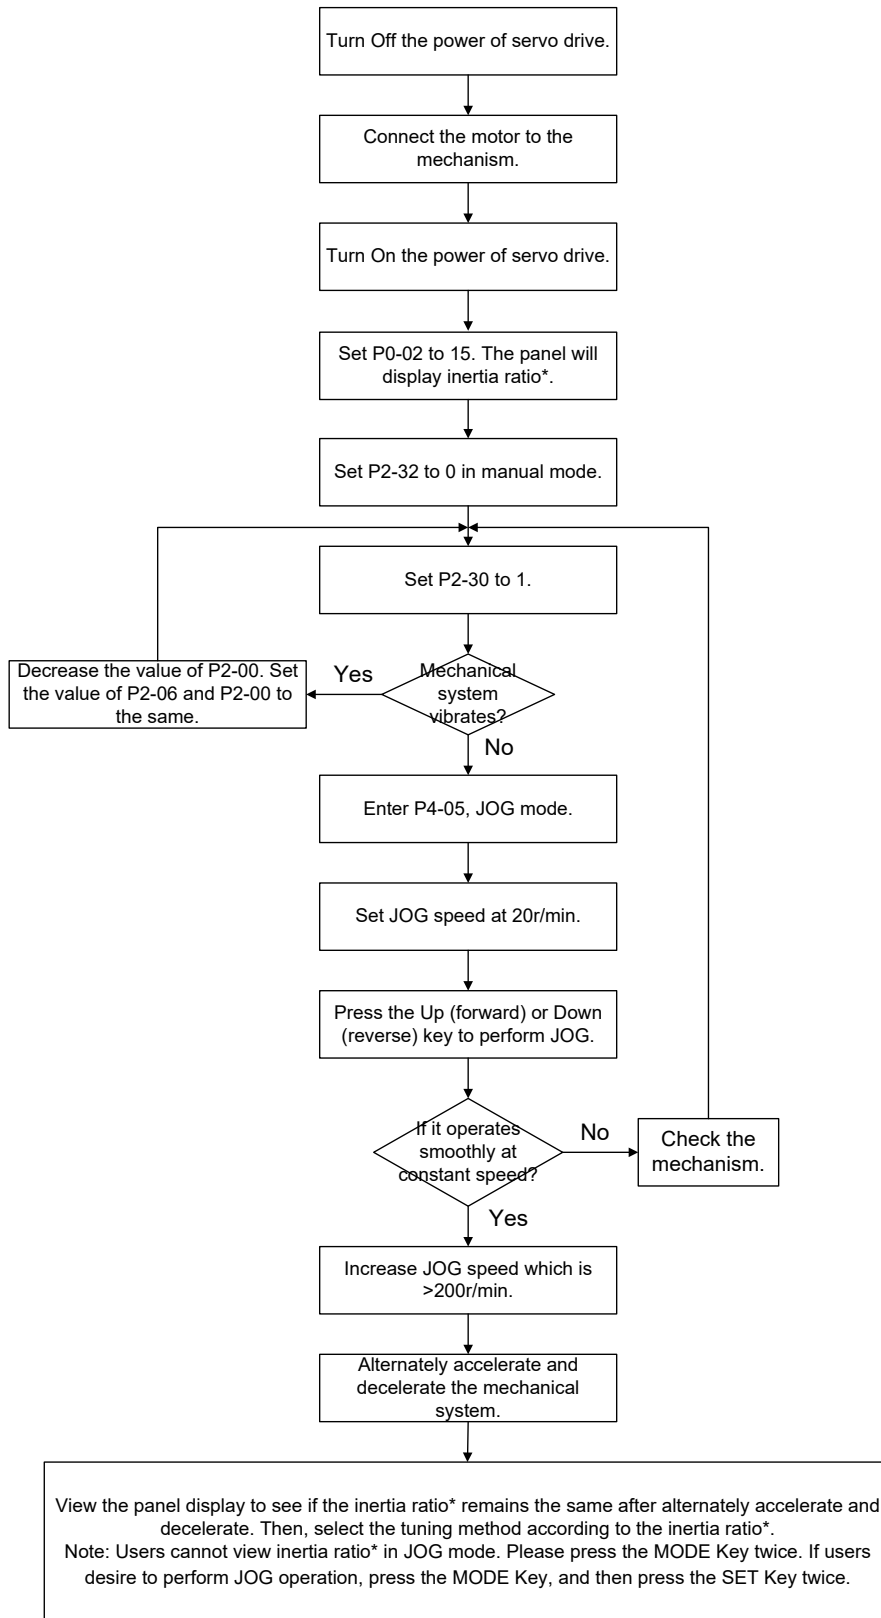 Turn Off the power of servo drive.
Connect the motor to the
mechanism.
Turn On the power of servo drive.
Set P0-02 to 15. The panel will
display inertia ratio*.
Set P2-32 to 0 in manual mode.
Set P2-30 to 1.
Mechanical
system
vibrates?
Yes
Decrease the value of P2-00. Set
the value of P2-06 and P2-00 to
the same.
No
Enter P4-05, JOG mode.
Set JOG speed at 20r/min.
Press the Up (forward) or Down
(reverse) key to perform JOG.
If it operates
smoothly at
constant speed?
No
Check the
mechanism.
Yes
Increase JOG speed which is
>200r/min.
Alternately accelerate and
decelerate the mechanical
system.
View the panel display to see if the inertia ratio* remains the same after alternately accelerate and
decelerate. Then, select the tuning method according to the inertia ratio*.
Note: Users cannot view inertia ratio* in JOG mode. Please press the MODE Key twice. If users
desire to perform JOG operation, press the MODE Key, and then press the SET Key twice.